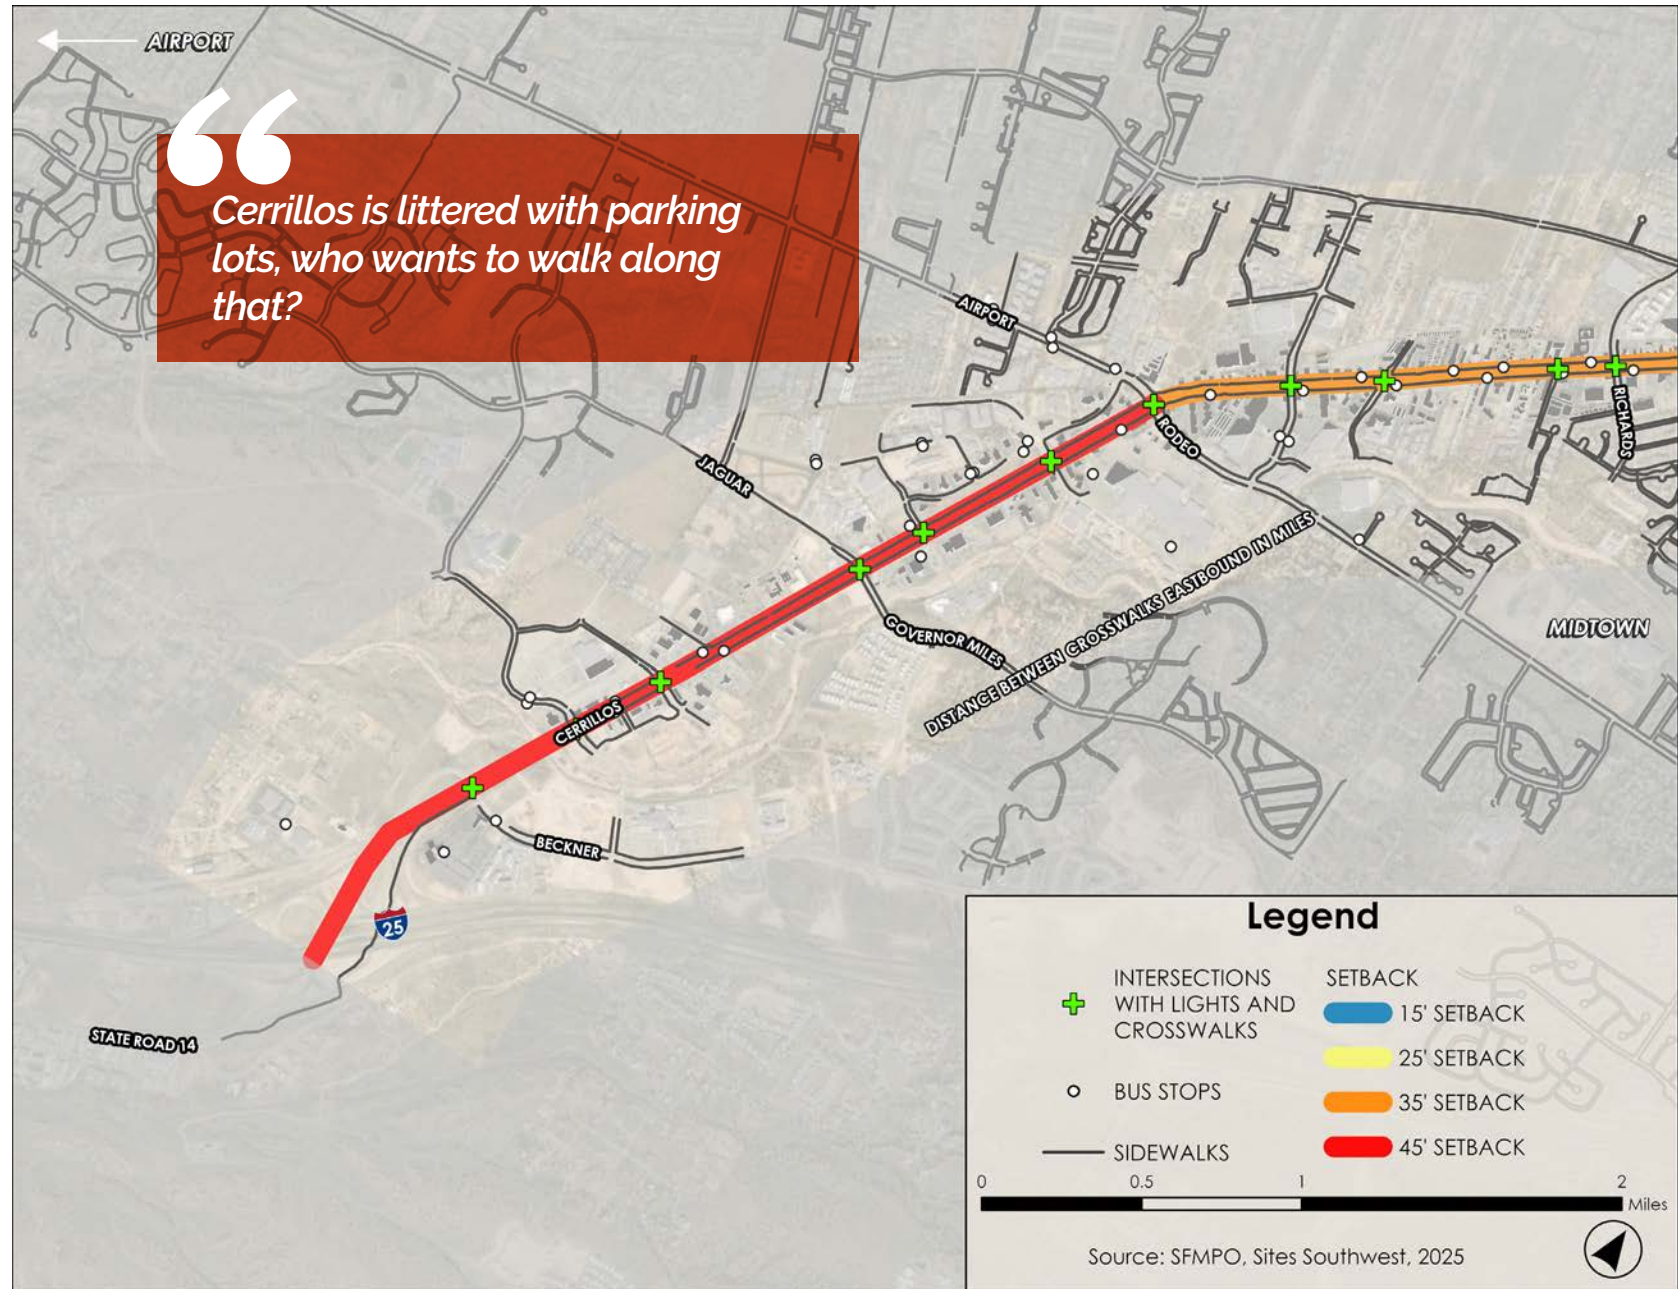 AIRPORT
“
Cerrillos is littered with parking
lots, who wants to walk along
that?
AIRPORT
RODEO
RICHARDS
JAGUAR
GOVERNOR MILES
DISTANCE BETWEEN CROSSWALKS EASTBOUND IN MILES
MIDTOWN
CERRILLOS
BECKNER
25
STATE ROAD 14
Legend
INTERSECTIONS
WITH LIGHTS AND
CROSSWALKS
BUS STOPS
SIDEWALKS
SETBACK
15' SETBACK
25' SETBACK
35' SETBACK
45' SETBACK
0 0.5 1 2
Miles
Source: SFMPO, Sites Southwest, 2025